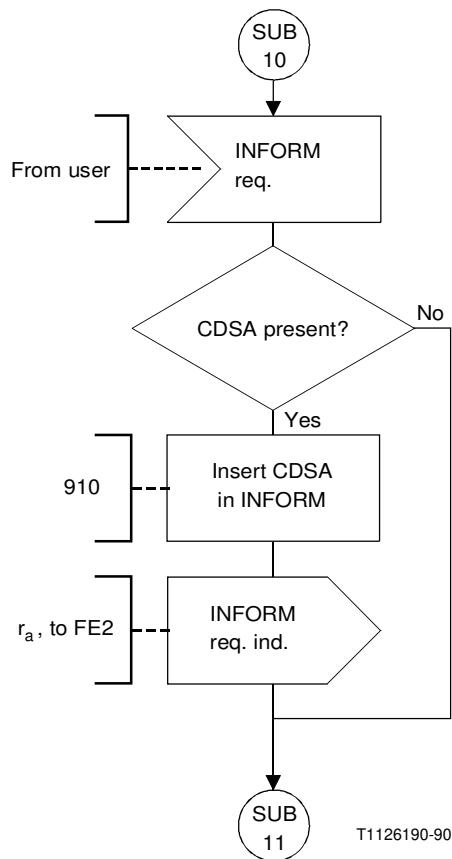 SUB
10
From user
INFORM
req.
CDSA present?
No
Yes
910
Insert CDSA
in INFORM
ra, to FE2
INFORM
req. ind.
SUB
11
T1126190-90